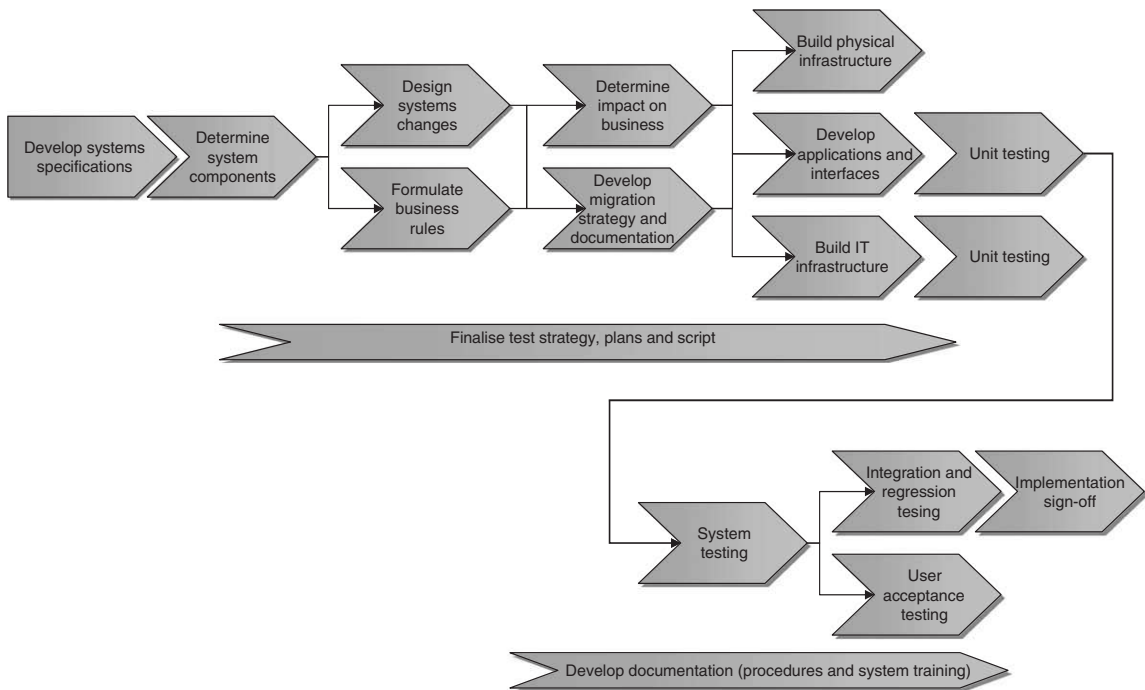 Develop systems
specifications
Determine
system
components
Design
systems
changes
Formulate
business
rules
Determine
impact on
business
Develop
migration
strategy and
documentation
Build physical
infrastructure
Develop
applications and
interfaces
Unit testing
Build IT
infrastructure
Unit testing
Finalise test strategy, plans and script
System
testing
Integration and
regression
tesing
Implementation
sign-off
User
acceptance
testing
Develop documentation (procedures and system training)